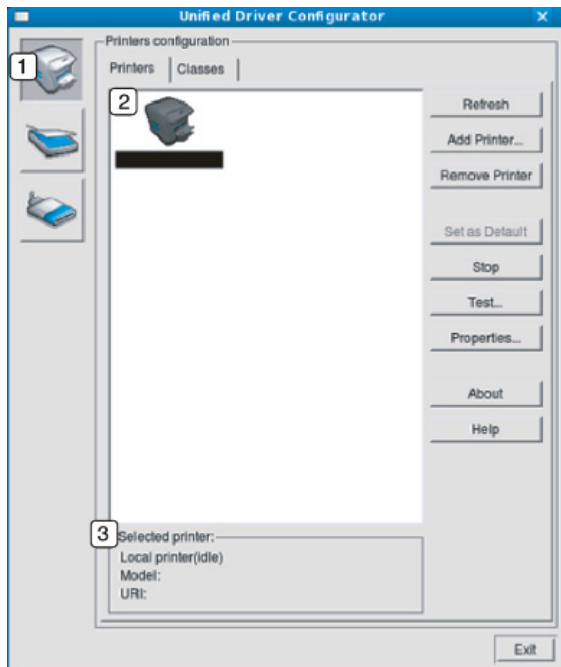 Unified Driver Configurator
Printers configuration
1
Printers
Classes
2
Refresh
Add Printer...
Remove Printer
Set as Default
Stop
Test...
Properties...
About
Help
3
Selected printer:
Local printer(idle)
Model:
URI:
Exit